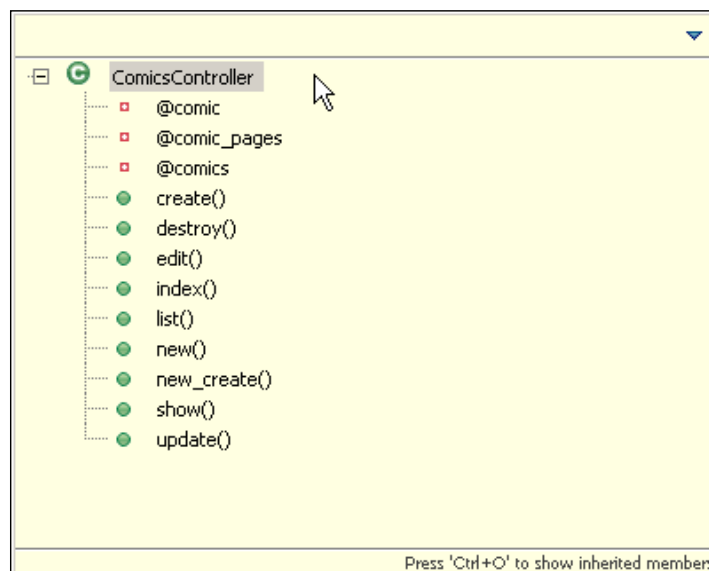 ComicsController
@comic
@comic_pages
@comics
create()
destroy()
edit()
index()
list()
new()
new_create()
show()
update()
Press 'Ctrl+O' to show inherited member